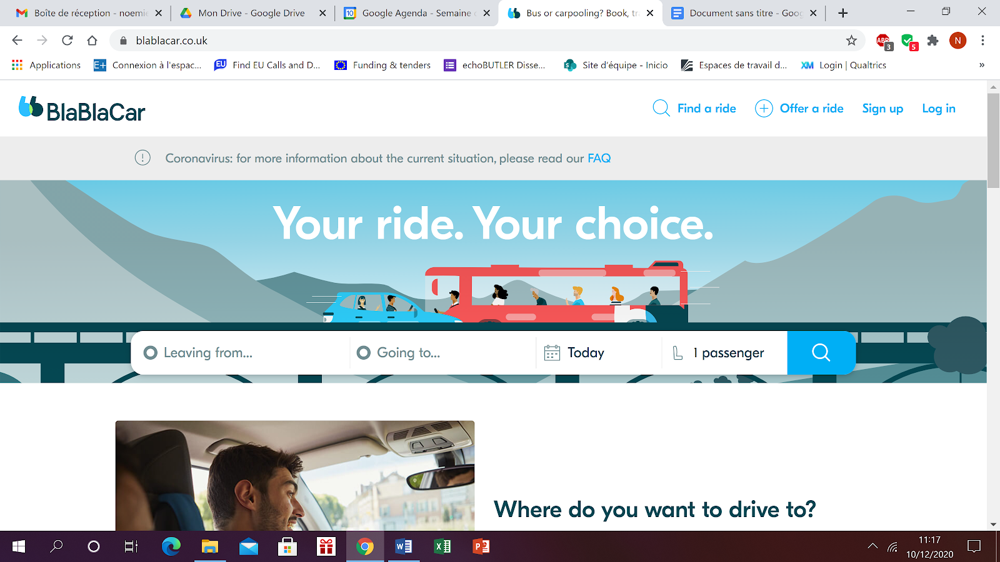 Boîte de réception - noemi
Mon Drive - Google Drive
Google Agenda - Semaine
Bus or carpooling? Book, tr
Document sans titre - Goo
blablacar.co.uk
ABP 3
5
N
Applications
Connexion à l'espac...
Find EU Calls and D...
Funding & tenders
echoBUTLER Disse...
Site d'équipe - Inicio
Espaces de travail d...
Login | Qualtrics
»
BlaBlaCar
Find a ride
Offer a ride
Sign up
Log in
Coronavirus: for more information about the current situation, please read our FAQ
Your ride. Your choice.
Leaving from...
Going to...
Today
1 passenger
Where do you want to drive to?
11:17
10/12/2020